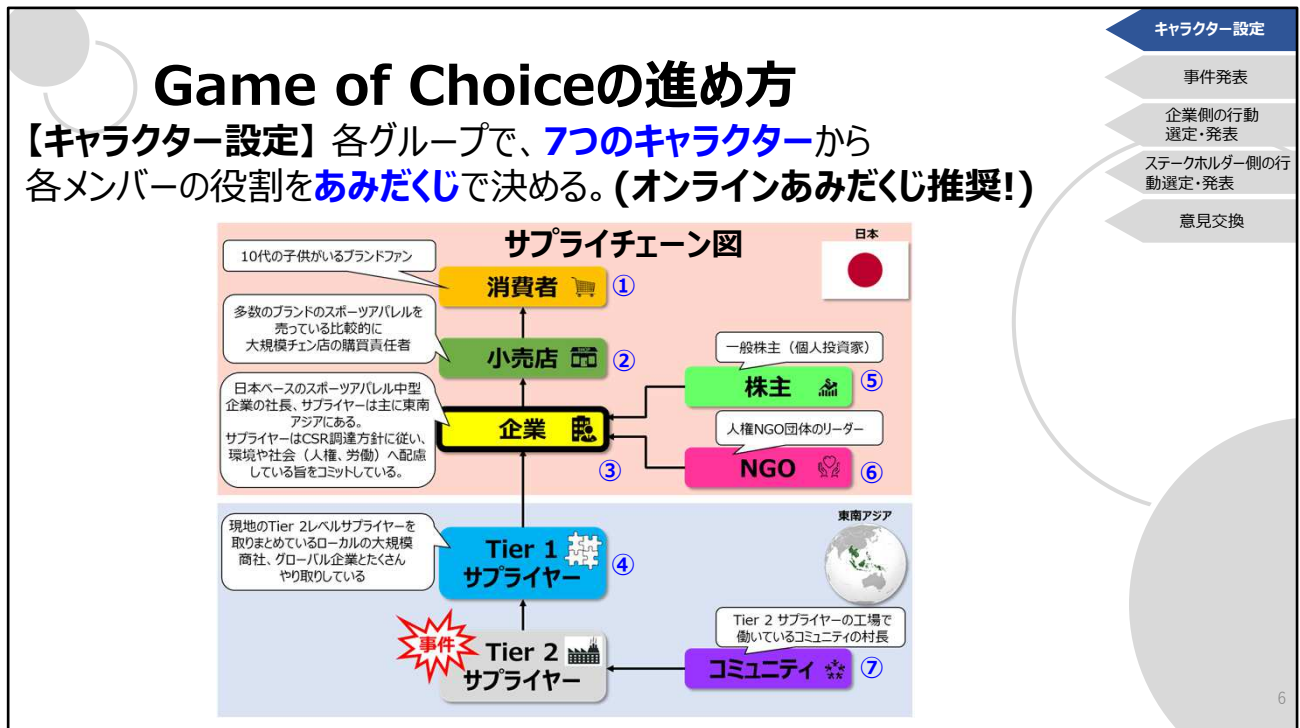 キャラクター設定
事件発表
企業側の行動
選定・発表
ステークホルダー側の行
動選定・発表
意見交換
Game of Choiceの進め方
【キャラクター設定】各グループで、7つのキャラクターから
各メンバーの役割をあみだくじで決める。(オンラインあみだくじ推奨!)
サプライチェーン図
日本
10代の子供がいるブランドファン
消費者 ①
多数のブランドのスポーツアパレルを
売っている比較的に
大規模チェン店の購買責任者
小売店 ②
一般株主（個人投資家）
株主 ⑤
日本ベースのスポーツアパレル中型
企業の社長、サプライヤーは主に東南
アジアにある。
サプライヤーはCSR調達方針に従い、
環境や社会（人権、労働）へ配慮
している旨をコミットしている。
企業
③
人権NGO団体のリーダー
NGO ⑥
東南アジア
現地のTier 2レベルサプライヤーを
取りまとめているローカルの大規模
商社、グローバル企業とたくさん
やり取りしている
Tier 1
サプライヤー
④
事件
Tier 2
サプライヤー
Tier 2 サプライヤーの工場で
働いているコミュニティの村長
コミュニティ ⑦
6